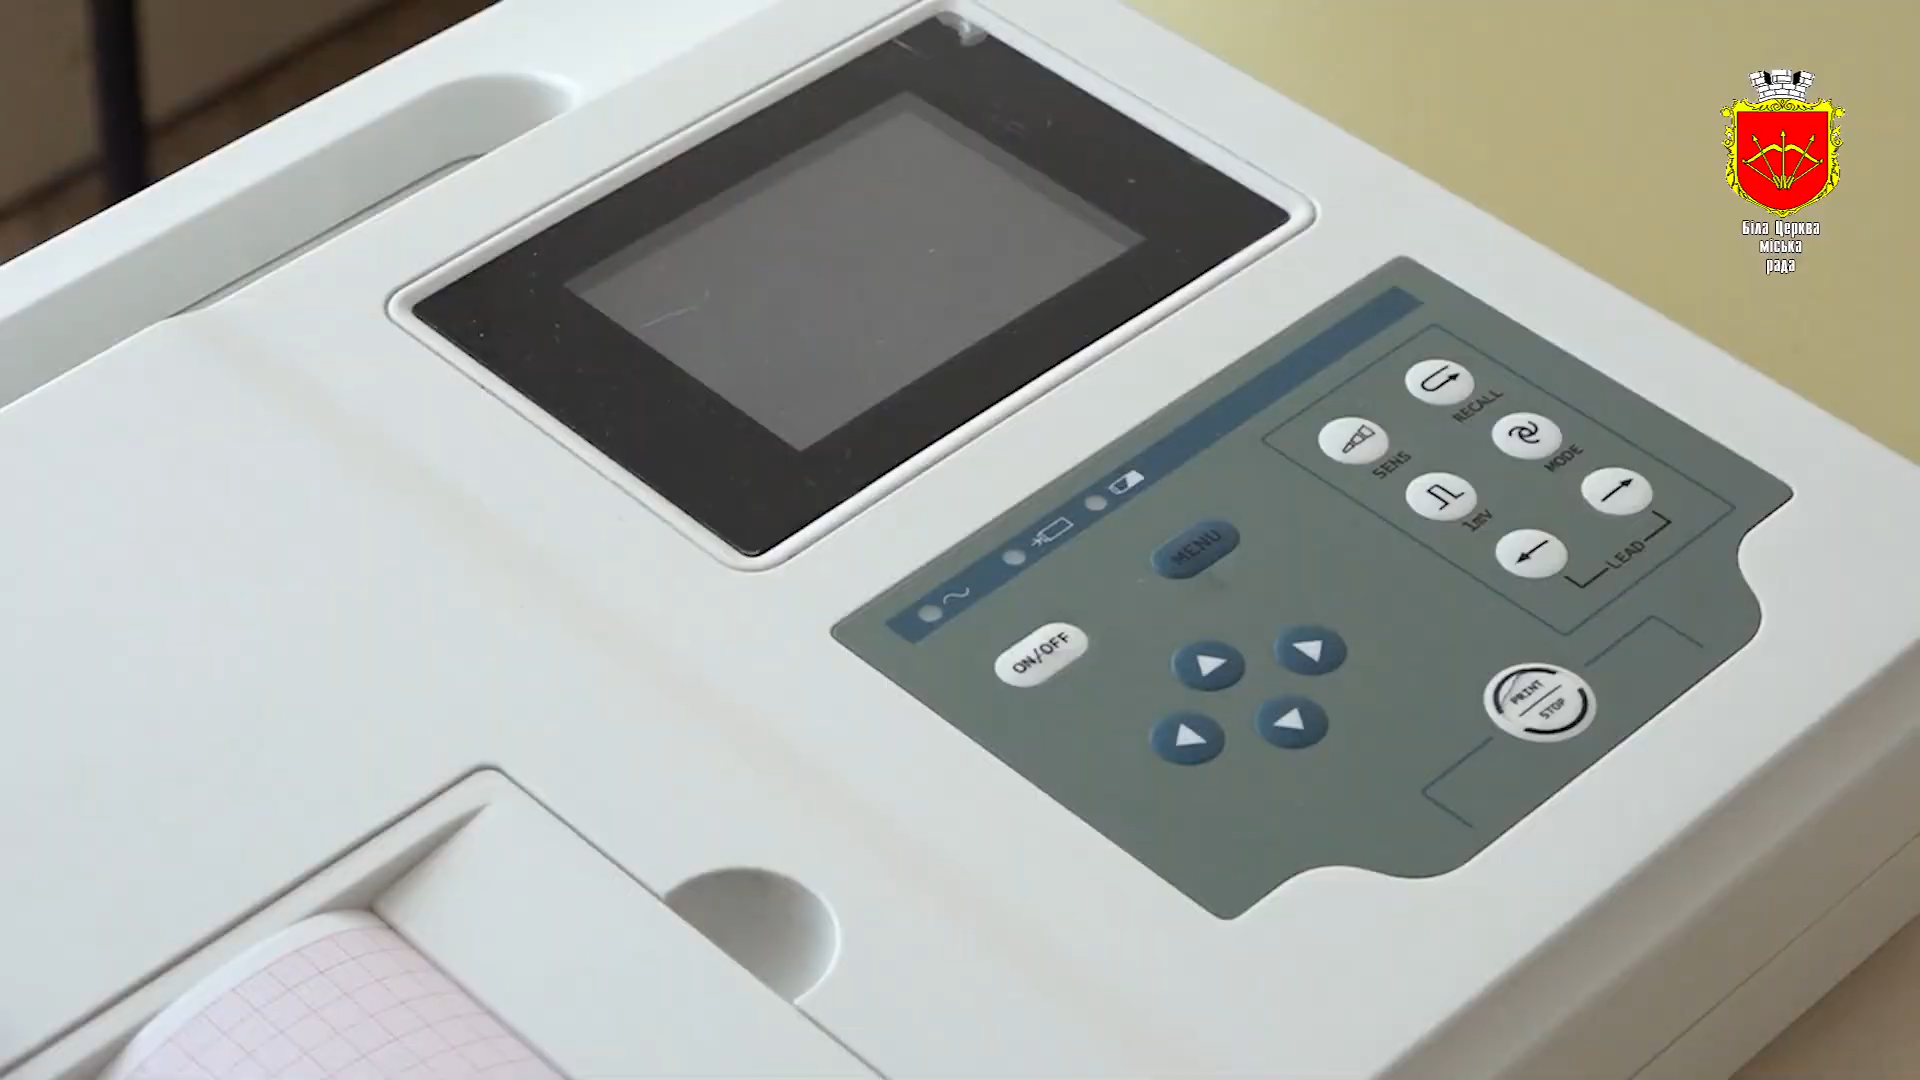 Біла Церква
міська
рада
RECALL
SENS
MODE
1mV
LEAD
MENU
ON/OFF
PRINT
STOP